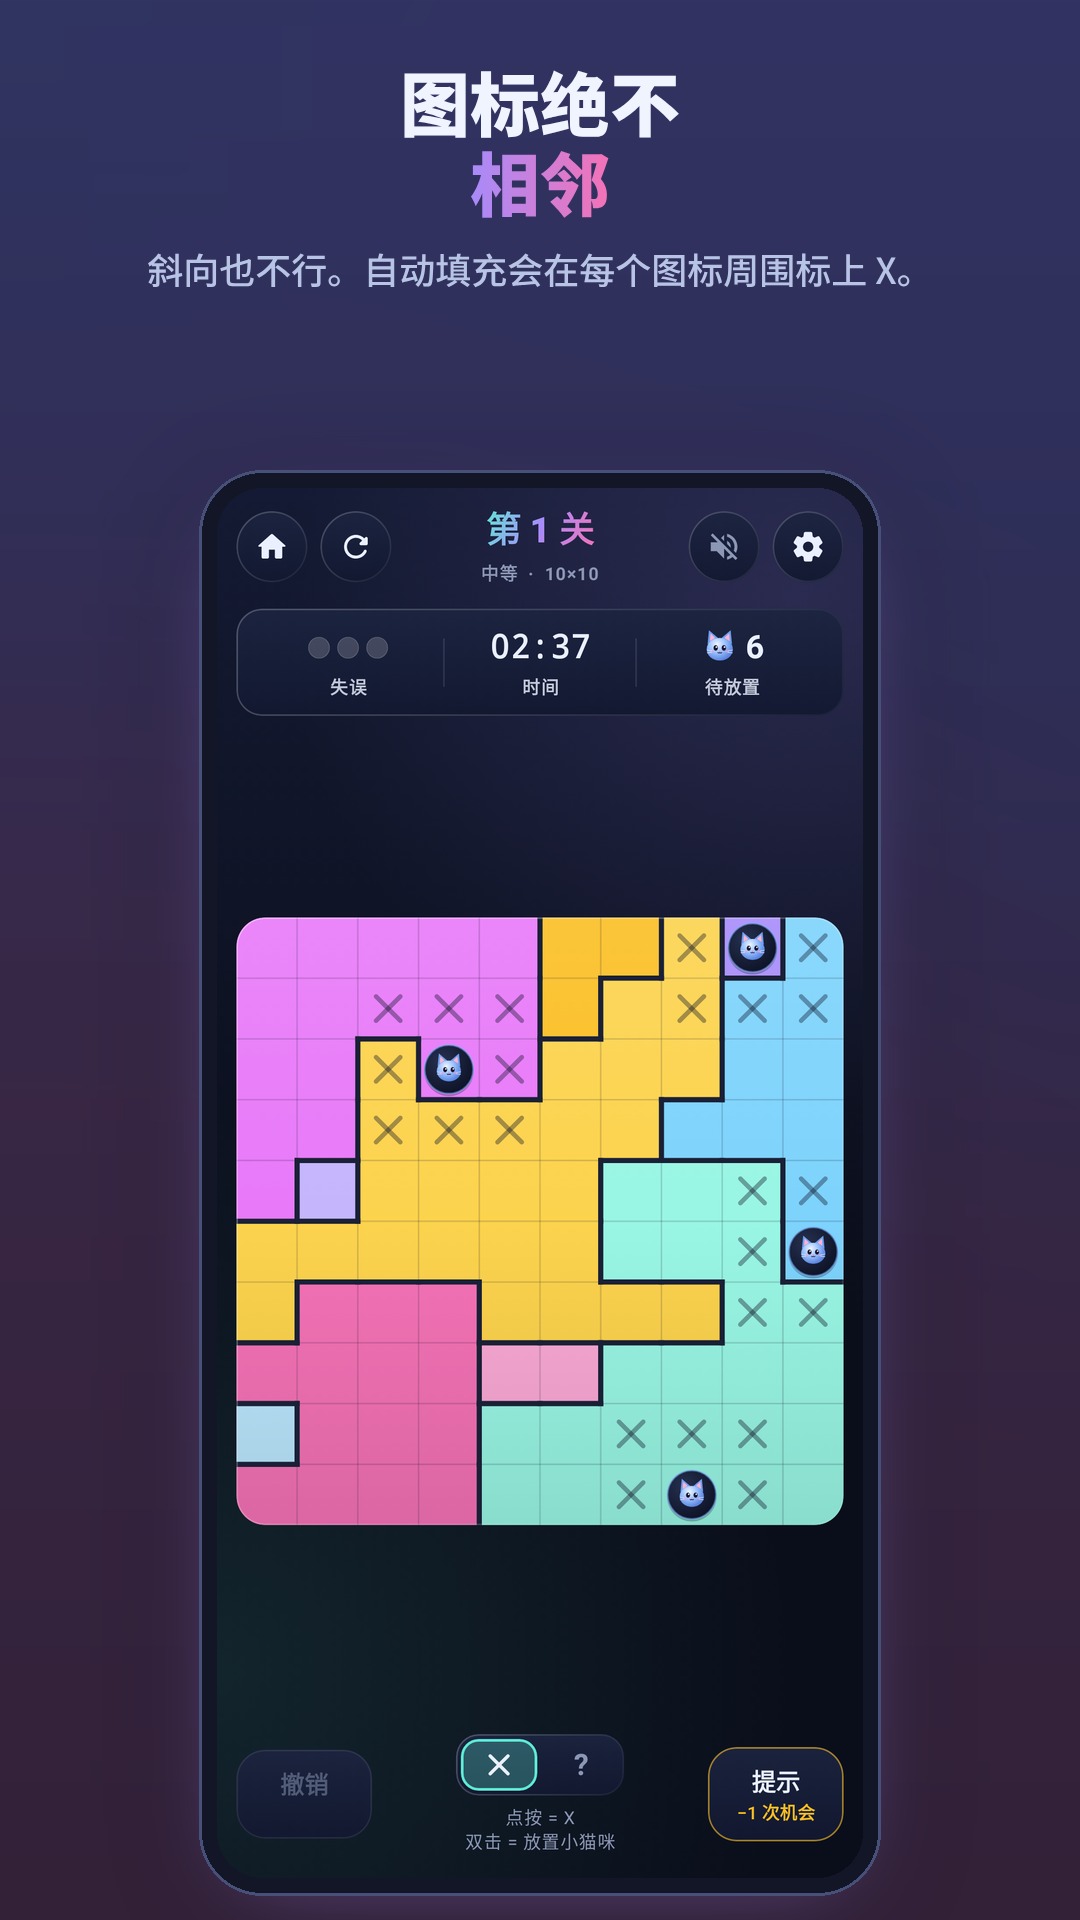 图标绝不
相邻
斜向也不行。自动填充会在每个图标周围标上 X。
第 1 关
中等 · 10×10
02:37
6
失误
时间
待放置
撤销
?
点按 = X
双击 = 放置小猫咪
提示
−1 次机会